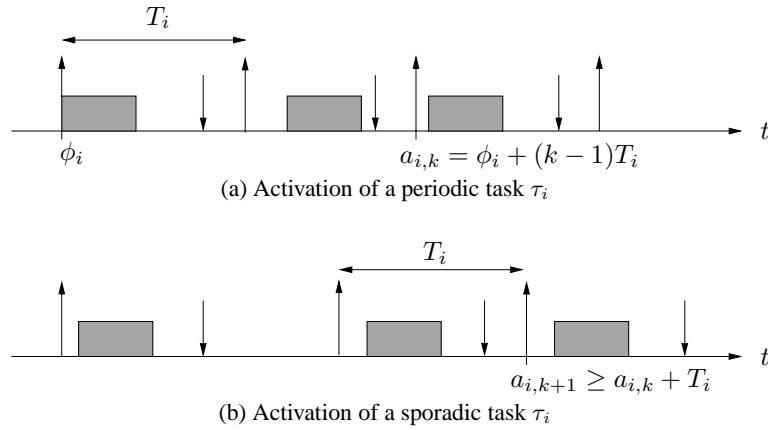 T_i
t
ϕ_i
a_{i,k} = ϕ_i + (k − 1)T_i
(a) Activation of a periodic task τ_i
T_i
t
a_{i,k+1} ≥ a_{i,k} + T_i
(b) Activation of a sporadic task τ_i